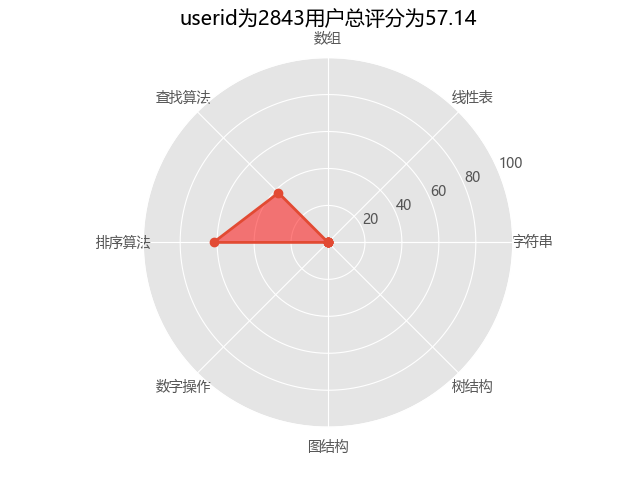 userid为2843用户总评分为57.14
数组
查找算法
线性表
100
80
60
40
20
排序算法
字符串
数字操作
树结构
图结构